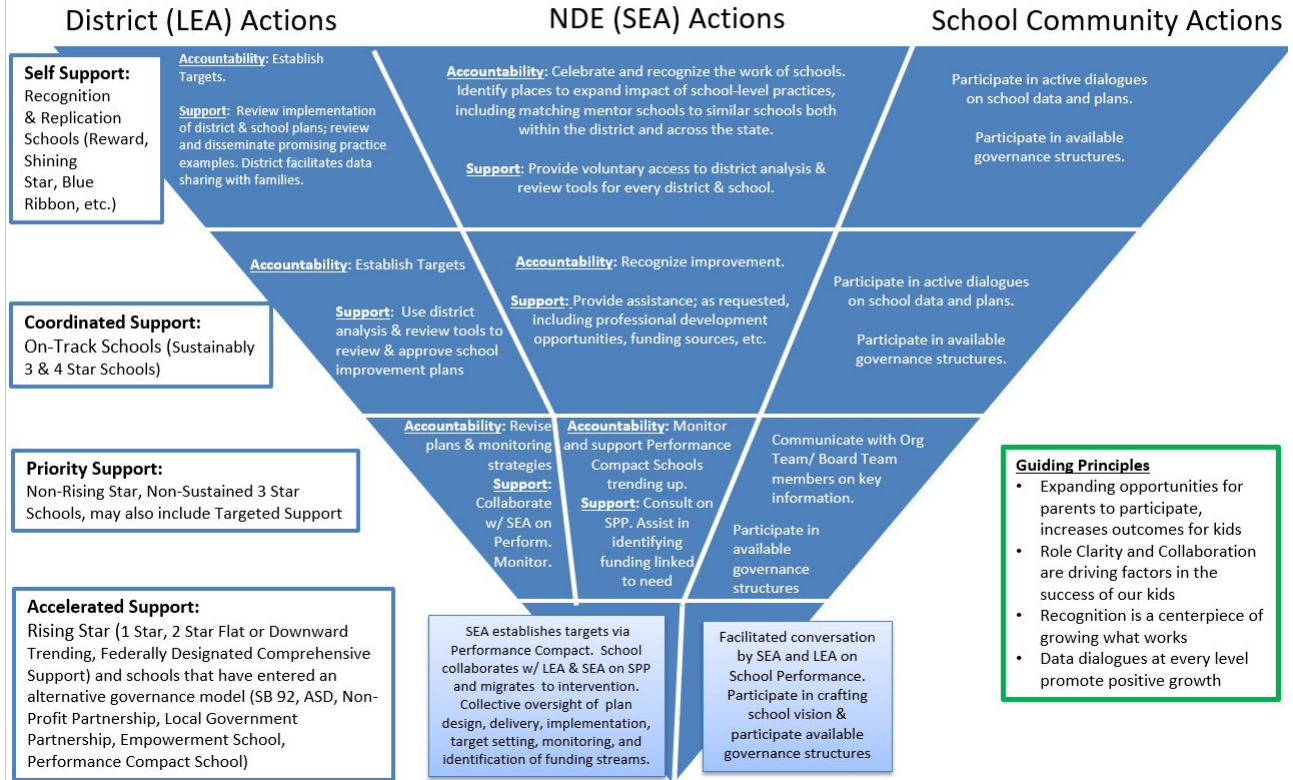 District (LEA) Actions
NDE (SEA) Actions
School Community Actions
Self Support:
Recognition
& Replication
Schools (Reward,
Shining
Star, Blue
Ribbon, etc.)
Accountability: Establish
Targets.
Support: Review implementation
of district & school plans; review
and disseminate promising practice
examples. District facilitates data
sharing with families.
Accountability: Celebrate and recognize the work of schools.
Identify places to expand impact of school-level practices,
including matching mentor schools to similar schools both
within the district and across the state.
Support: Provide voluntary access to district analysis &
review tools for every district & school.
Participate in active dialogues
on school data and plans.
Participate in available
governance structures.
Coordinated Support:
On-Track Schools (Sustainably
3 & 4 Star Schools)
Accountability: Establish Targets
Support: Use district
analysis & review tools to
review & approve school
improvement plans
Accountability: Recognize improvement.
Support: Provide assistance; as requested,
including professional development
opportunities, funding sources, etc.
Participate in active dialogues
on school data and plans.
Participate in available
governance structures.
Priority Support:
Non-Rising Star, Non-Sustained 3 Star
Schools, may also include Targeted Support
Accountability: Revise
plans & monitoring
strategies
Support:
Collaborate
w/ SEA on
Perform.
Monitor.
Accountability: Monitor
and support Performance
Compact Schools
trending up.
Support: Consult on
SPP. Assist in
identifying
funding linked
to need
Communicate with Org
Team/ Board Team
members on key
information.
Participate in
available
governance
structures
Accelerated Support:
Rising Star (1 Star, 2 Star Flat or Downward
Trending, Federally Designated Comprehensive
Support) and schools that have entered an
alternative governance model (SB 92, ASD, Non-
Profit Partnership, Local Government
Partnership, Empowerment School,
Performance Compact School)
SEA establishes targets via
Performance Compact. School
collaborates w/ LEA & SEA on SPP
and migrates to intervention.
Collective oversight of plan
design, delivery, implementation,
target setting, monitoring, and
identification of funding streams.
Facilitated conversation
by SEA and LEA on
School Performance.
Participate in crafting
school vision &
participate available
governance structures
Guiding Principles
• Expanding opportunities for
parents to participate,
increases outcomes for kids
• Role Clarity and Collaboration
are driving factors in the
success of our kids
• Recognition is a centerpiece of
growing what works
• Data dialogues at every level
promote positive growth